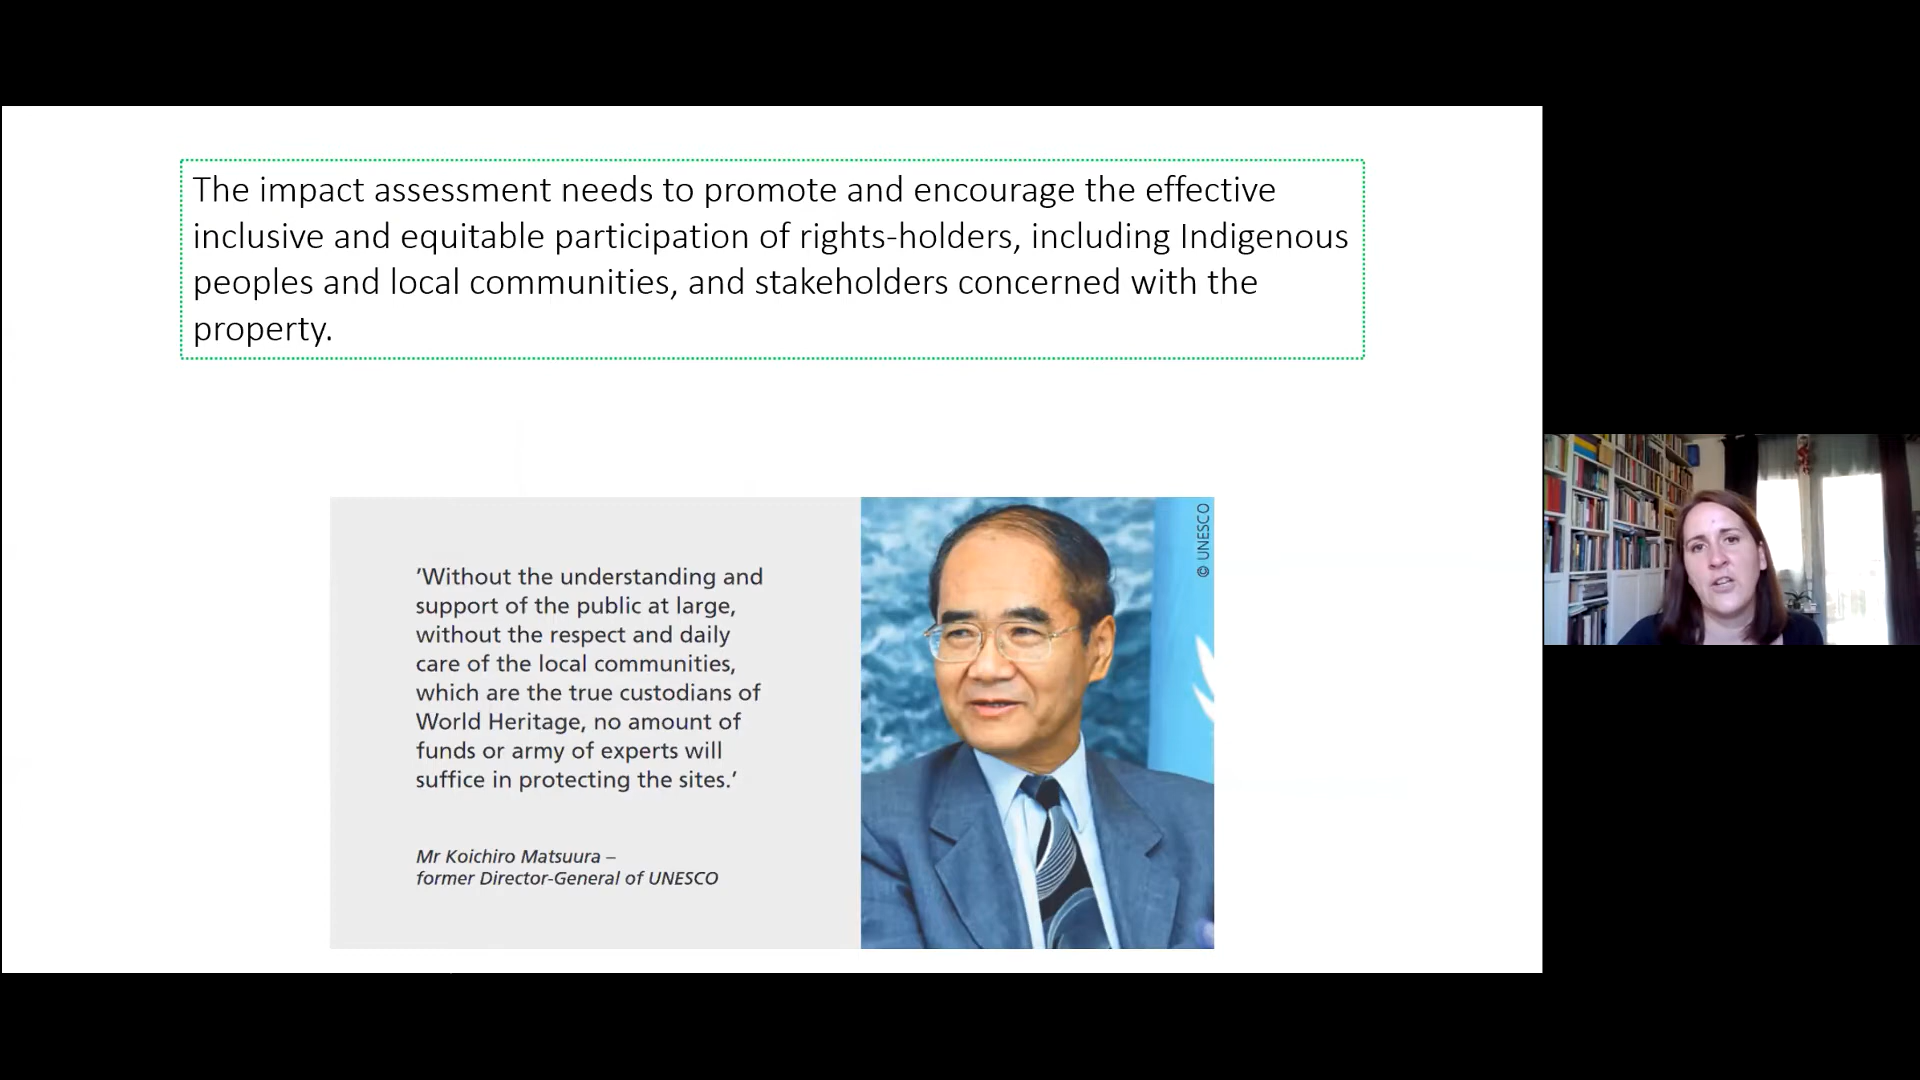 The impact assessment needs to promote and encourage the effective
inclusive and equitable participation of rights-holders, including Indigenous
peoples and local communities, and stakeholders concerned with the
property.
© UNESCO
‘Without the understanding and
support of the public at large,
without the respect and daily
care of the local communities,
which are the true custodians of
World Heritage, no amount of
funds or army of experts will
suffice in protecting the sites.’
Mr Koichiro Matsuura –
former Director-General of UNESCO